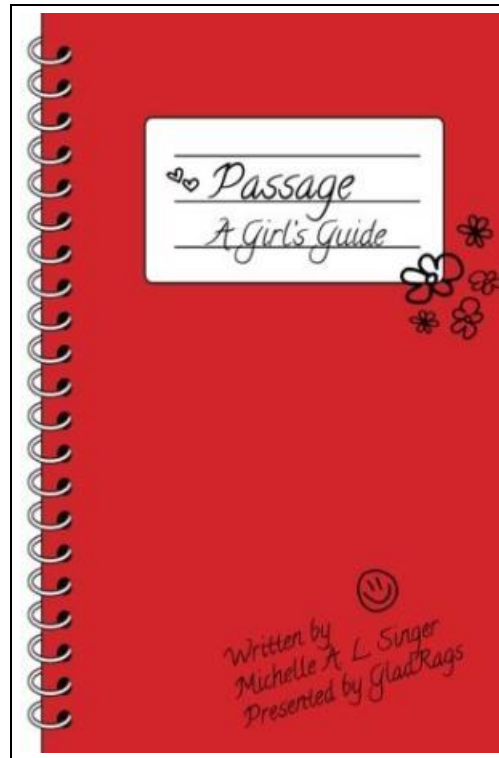 Passage
A Girl's Guide
Written by
Michelle A L Singer
Presented by GladRags